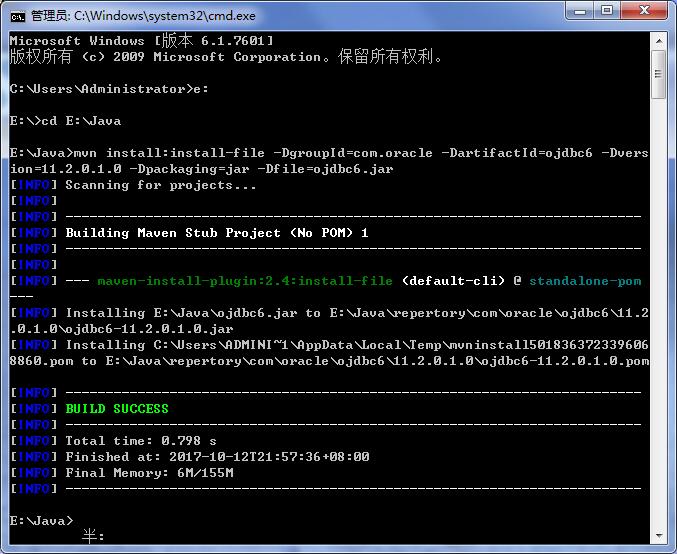 管理员: C:\Windows\system32\cmd.exe
Microsoft Windows [版本 6.1.7601]
版权所有 (c) 2009 Microsoft Corporation。保留所有权利。
C:\Users\Administrator>e:
E:\>cd E:\Java
E:\Java>mvn install:install-file -DgroupId=com.oracle -DartifactId=ojdbc6 -Dvers
ion=11.2.0.1.0 -Dpackaging=jar -Dfile=ojdbc6.jar
[INFO] Scanning for projects...
[INFO]
[INFO] ------------------------------------------------------------------------
[INFO] Building Maven Stub Project (No POM) 1
[INFO] ------------------------------------------------------------------------
[INFO]
[INFO] --- maven-install-plugin:2.4:install-file (default-cli) @ standalone-pom
---
[INFO] Installing E:\Java\ojdbc6.jar to E:\Java\repertory\com\oracle\ojdbc6\11.2
.0.1.0\ojdbc6-11.2.0.1.0.jar
[INFO] Installing C:\Users\ADMINI~1\AppData\Local\Temp\mvninstall501836372339606
8860.pom to E:\Java\repertory\com\oracle\ojdbc6\11.2.0.1.0\ojdbc6-11.2.0.1.0.pom
[INFO] ------------------------------------------------------------------------
[INFO] BUILD SUCCESS
[INFO] ------------------------------------------------------------------------
[INFO] Total time: 0.798 s
[INFO] Finished at: 2017-10-12T21:57:36+08:00
[INFO] Final Memory: 6M/155M
[INFO] ------------------------------------------------------------------------
E:\Java>
半: